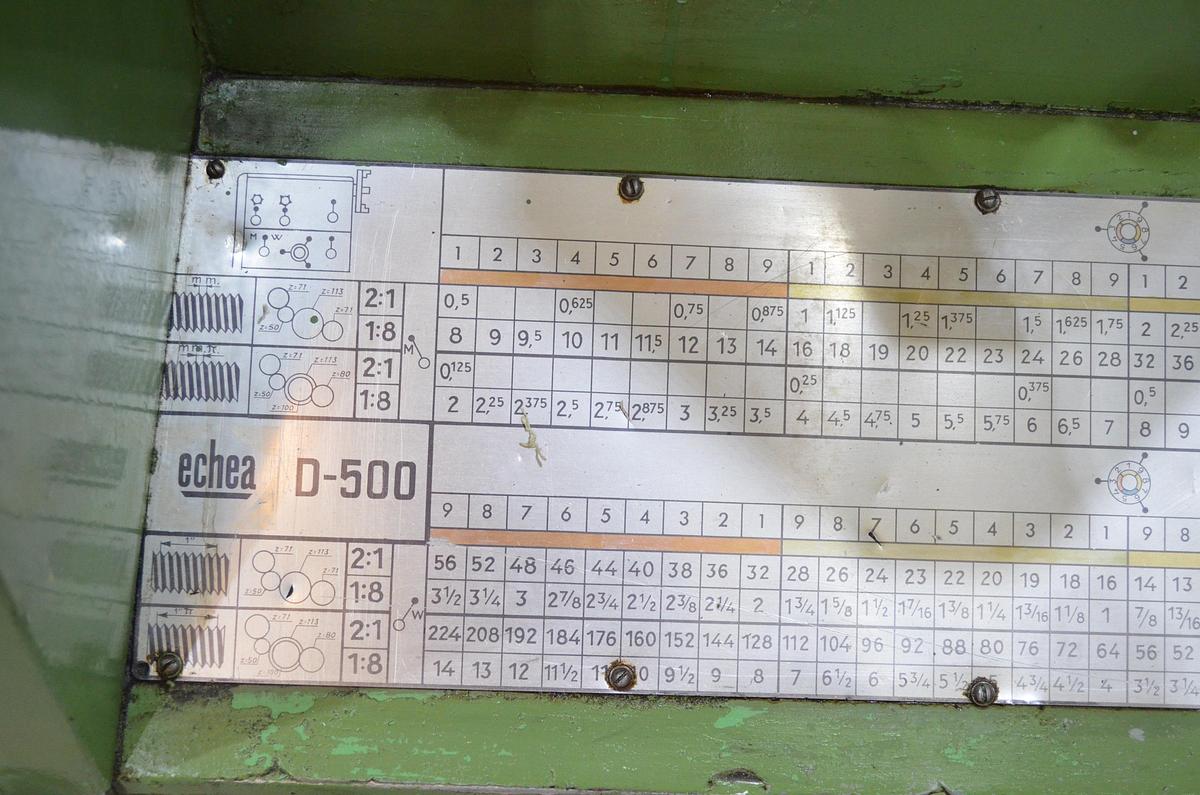 M W
1 2 3 4 5 6 7 8 9 1 2 3 4 5 6 7 8 9 1 2
mm. z=71 z=113 z=71 z=50 2:1 0,5 0,625 0,75 0,875 1 1,125 1,25 1,375 1,5 1,625 1,75 2 2,25
1:8 8 9 9,5 10 11 11,5 12 13 14 16 18 19 20 22 23 24 26 28 32 36
M
mm.π. z=71 z=113 z=80 z=50 z=100 2:1 0,125 0,25 0,375 0,5
1:8 2 2,25 2,375 2,5 2,75 2,875 3 3,25 3,5 4 4,5 4,75 5 5,5 5,75 6 6,5 7 8 9
echea D-500
9 8 7 6 5 4 3 2 1 9 8 7 6 5 4 3 2 1 9 8
1" z=71 z=113 z=71 z=50 2:1 56 52 48 46 44 40 38 36 32 28 26 24 23 22 20 19 18 16 14 13
1:8 3½ 3¼ 3 2⅞ 2¾ 2½ 2⅜ 2¼ 2 1¾ 1⅝ 1½ 17/16 1⅜ 1¼ 13/16 1⅛ 1 ⅞ 13/16
W
1"π z=71 z=113 z=80 z=50 z=100 2:1 224 208 192 184 176 160 152 144 128 112 104 96 92 88 80 76 72 64 56 52
1:8 14 13 12 11½ 9½ 9 8 7 6½ 6 5¾ 5½ 4¾ 4½ 4 3½ 3¼